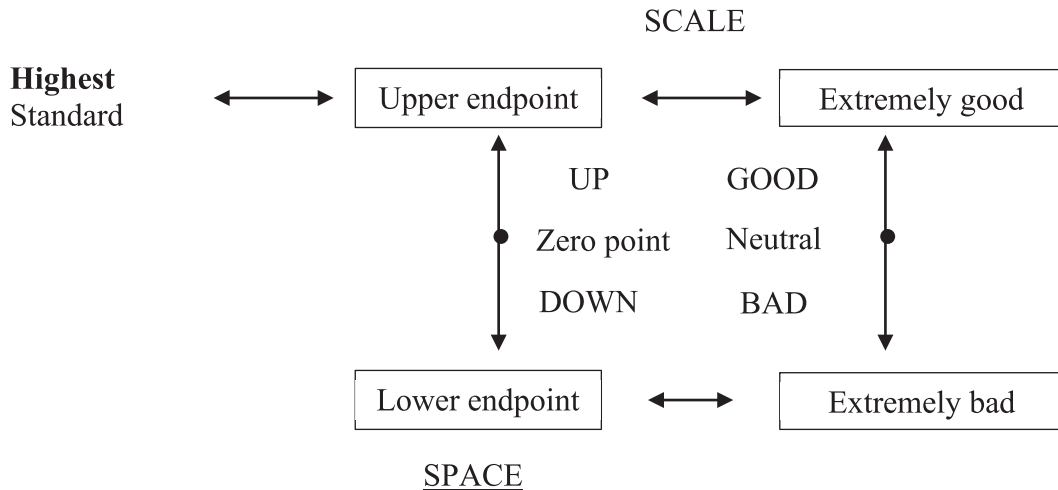 SCALE
Highest
Standard
Upper endpoint
Extremely good
UP
GOOD
Zero point
Neutral
DOWN
BAD
Lower endpoint
Extremely bad
SPACE